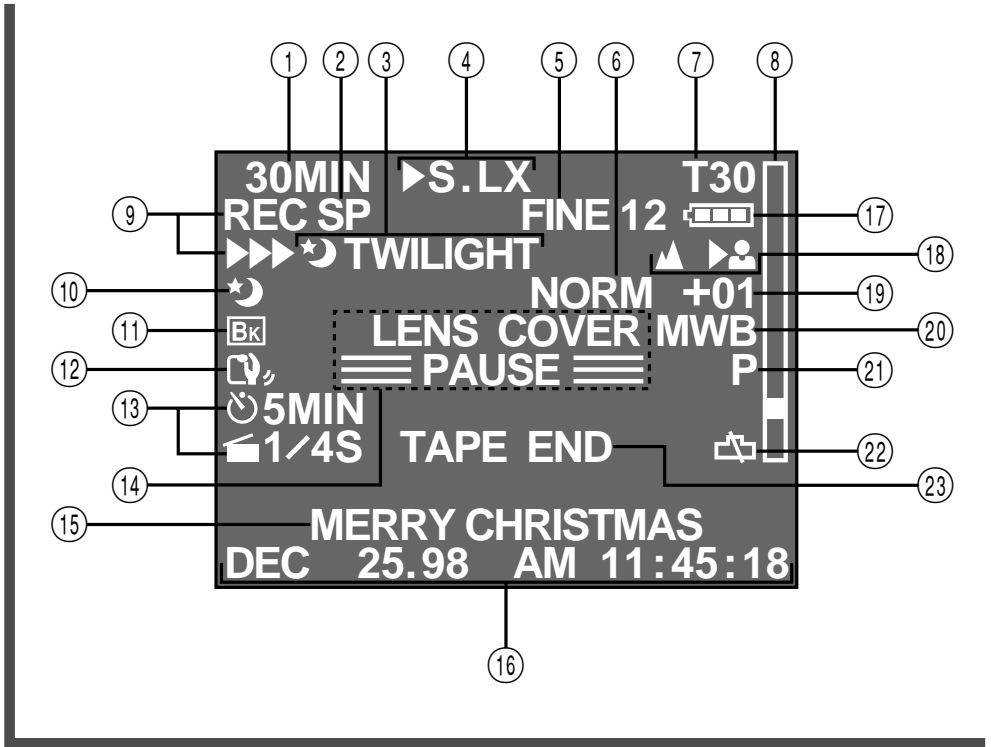 1 2 3 4 5 6 7 8
30MIN ▶S.LX T30
9 REC SP FINE 12 17
▶▶▶ TWILIGHT ▶ 18
10 NORM +01 19
11 BK LENS COVER MWB 20
12 PAUSE P 21
13 5MIN
1/4S TAPE END 22
14 23
15 MERRY CHRISTMAS
DEC 25.98 AM 11:45:18
16